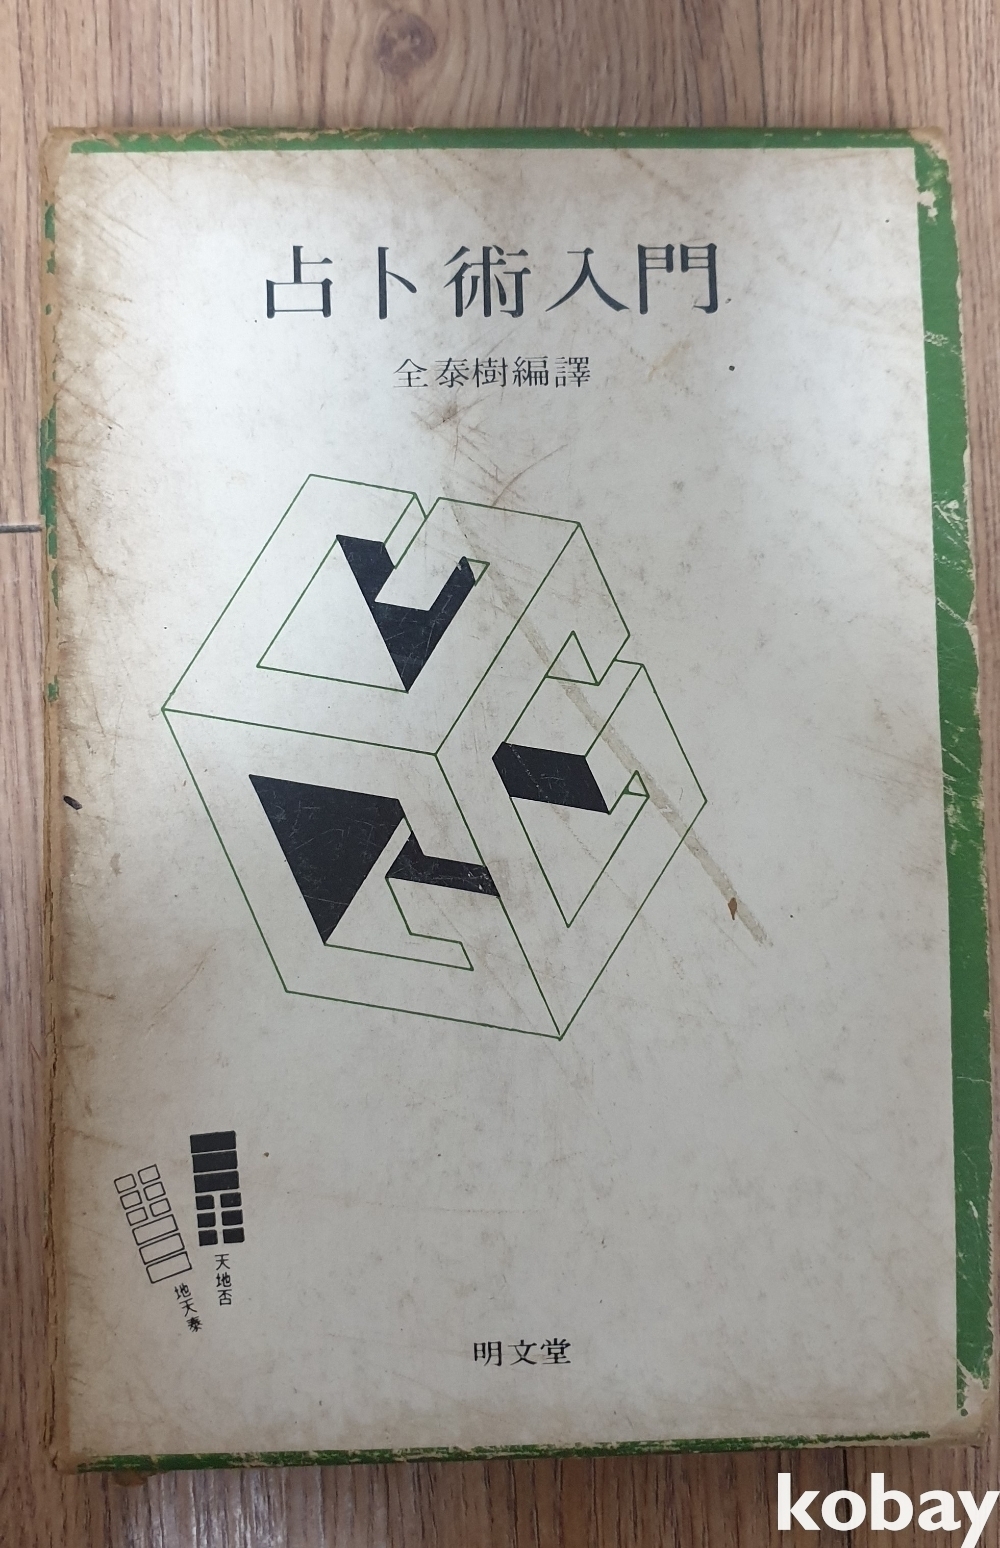 占卜術入門
全泰樹編譯
天地否
地天泰
明文堂
kobay